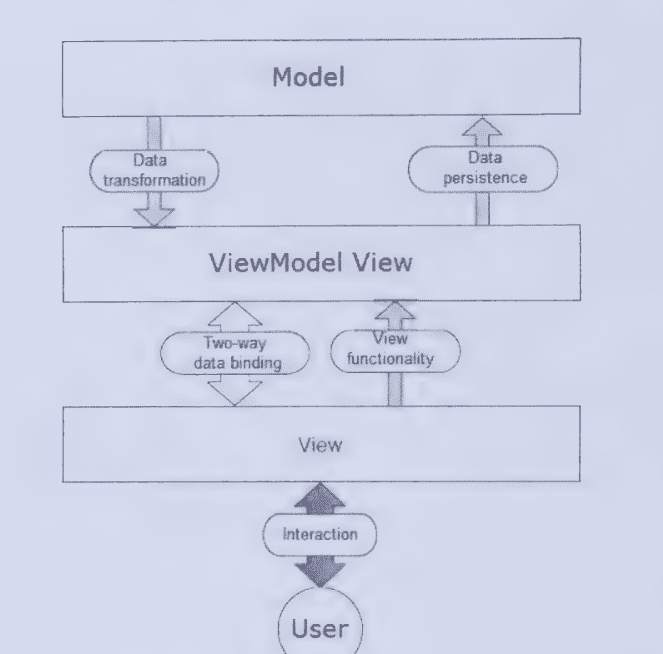 Model
Data
transformation
Data
persistence
ViewModel View
Two-way
data binding
View
functionality
View
Interaction
User